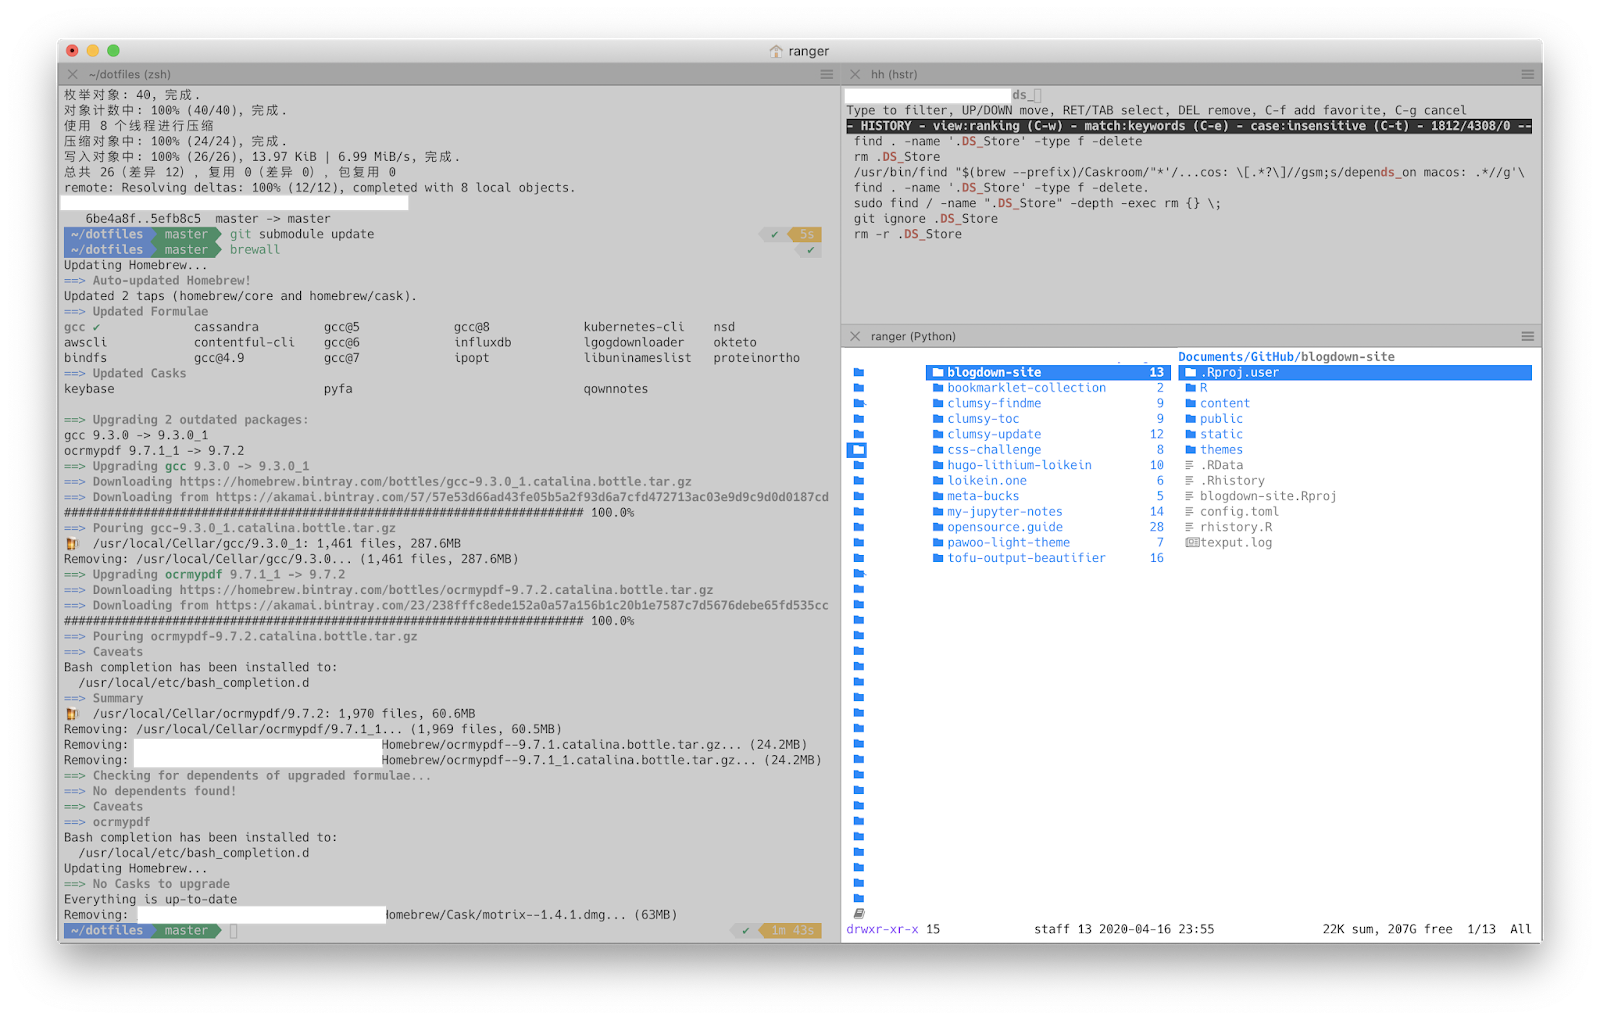 ranger
~/dotfiles (zsh)
枚举对象: 40, 完成.
对象计数中: 100% (40/40), 完成.
使用 8 个线程进行压缩
压缩对象中: 100% (24/24), 完成.
写入对象中: 100% (26/26), 13.97 KiB | 6.99 MiB/s, 完成.
总共 26 (差异 12) , 复用 0 (差异 0) , 包复用 0
remote: Resolving deltas: 100% (12/12), completed with 8 local objects.
6be4a8f..5efb8c5 master -> master
~/dotfiles master git submodule update ✔ 5s
~/dotfiles master brewall ✔
Updating Homebrew...
==> Auto-updated Homebrew!
Updated 2 taps (homebrew/core and homebrew/cask).
==> Updated Formulae
gcc ✔ cassandra gcc@5 gcc@8 kubernetes-cli nsd
awscli contentful-cli gcc@6 influxdb lgogdownloader okteto
bindfs gcc@4.9 gcc@7 ipopt libuninameslist proteinortho
==> Updated Casks
keybase pyfa qownnotes
==> Upgrading 2 outdated packages:
gcc 9.3.0 -> 9.3.0_1
ocrmypdf 9.7.1_1 -> 9.7.2
==> Upgrading gcc 9.3.0 -> 9.3.0_1
==> Downloading https://homebrew.bintray.com/bottles/gcc-9.3.0_1.catalina.bottle.tar.gz
==> Downloading from https://akamai.bintray.com/57/57e53d66ad43fe05b5a2f93d6a7cfd472713ac03e9d9c9d0d0187cd
######################################################################## 100.0%
==> Pouring gcc-9.3.0_1.catalina.bottle.tar.gz
🍺 /usr/local/Cellar/gcc/9.3.0_1: 1,461 files, 287.6MB
Removing: /usr/local/Cellar/gcc/9.3.0... (1,461 files, 287.6MB)
==> Upgrading ocrmypdf 9.7.1_1 -> 9.7.2
==> Downloading https://homebrew.bintray.com/bottles/ocrmypdf-9.7.2.catalina.bottle.tar.gz
==> Downloading from https://akamai.bintray.com/23/238fffc8ede152a0a57a156b1c20b1e7587c7d5676debe65fd535cc
######################################################################## 100.0%
==> Pouring ocrmypdf-9.7.2.catalina.bottle.tar.gz
==> Caveats
Bash completion has been installed to:
/usr/local/etc/bash_completion.d
==> Summary
🍺 /usr/local/Cellar/ocrmypdf/9.7.2: 1,970 files, 60.6MB
Removing: /usr/local/Cellar/ocrmypdf/9.7.1_1... (1,969 files, 60.5MB)
Removing: Homebrew/ocrmypdf--9.7.1.catalina.bottle.tar.gz... (24.2MB)
Removing: Homebrew/ocrmypdf--9.7.1_1.catalina.bottle.tar.gz... (24.2MB)
==> Checking for dependents of upgraded formulae...
==> No dependents found!
==> Caveats
==> ocrmypdf
Bash completion has been installed to:
/usr/local/etc/bash_completion.d
Updating Homebrew...
==> No Casks to upgrade
Everything is up-to-date
Removing: Homebrew/Cask/motrix--1.4.1.dmg... (63MB)
~/dotfiles master ✔ 1m 43s
hh (hstr)
ds_
Type to filter, UP/DOWN move, RET/TAB select, DEL remove, C-f add favorite, C-g cancel
- HISTORY - view:ranking (C-w) - match:keywords (C-e) - case:insensitive (C-t) - 1812/4308/0 --
find . -name '.DS_Store' -type f -delete
rm .DS_Store
/usr/bin/find "$(brew --prefix)/Caskroom/"*'/...cos: \[.*?\]//gsm;s/depends_on macos: .*//g'\
find . -name '.DS_Store' -type f -delete.
sudo find / -name ".DS_Store" -depth -exec rm {} \;
git ignore .DS_Store
rm -r .DS_Store
ranger (Python)
Documents/GitHub/blogdown-site
blogdown-site 13 .Rproj.user
bookmarklet-collection 2 R
clumsy-findme 9 content
clumsy-toc 9 public
clumsy-update 12 static
css-challenge 8 themes
hugo-lithium-loikein 10 .RData
loikein.one 6 .Rhistory
meta-bucks 5 blogdown-site.Rproj
my-jupyter-notes 14 config.toml
opensource.guide 28 rhistory.R
pawoo-light-theme 7 texput.log
tofu-output-beautifier 16
drwxr-xr-x 15 staff 13 2020-04-16 23:55 22K sum, 207G free 1/13 All